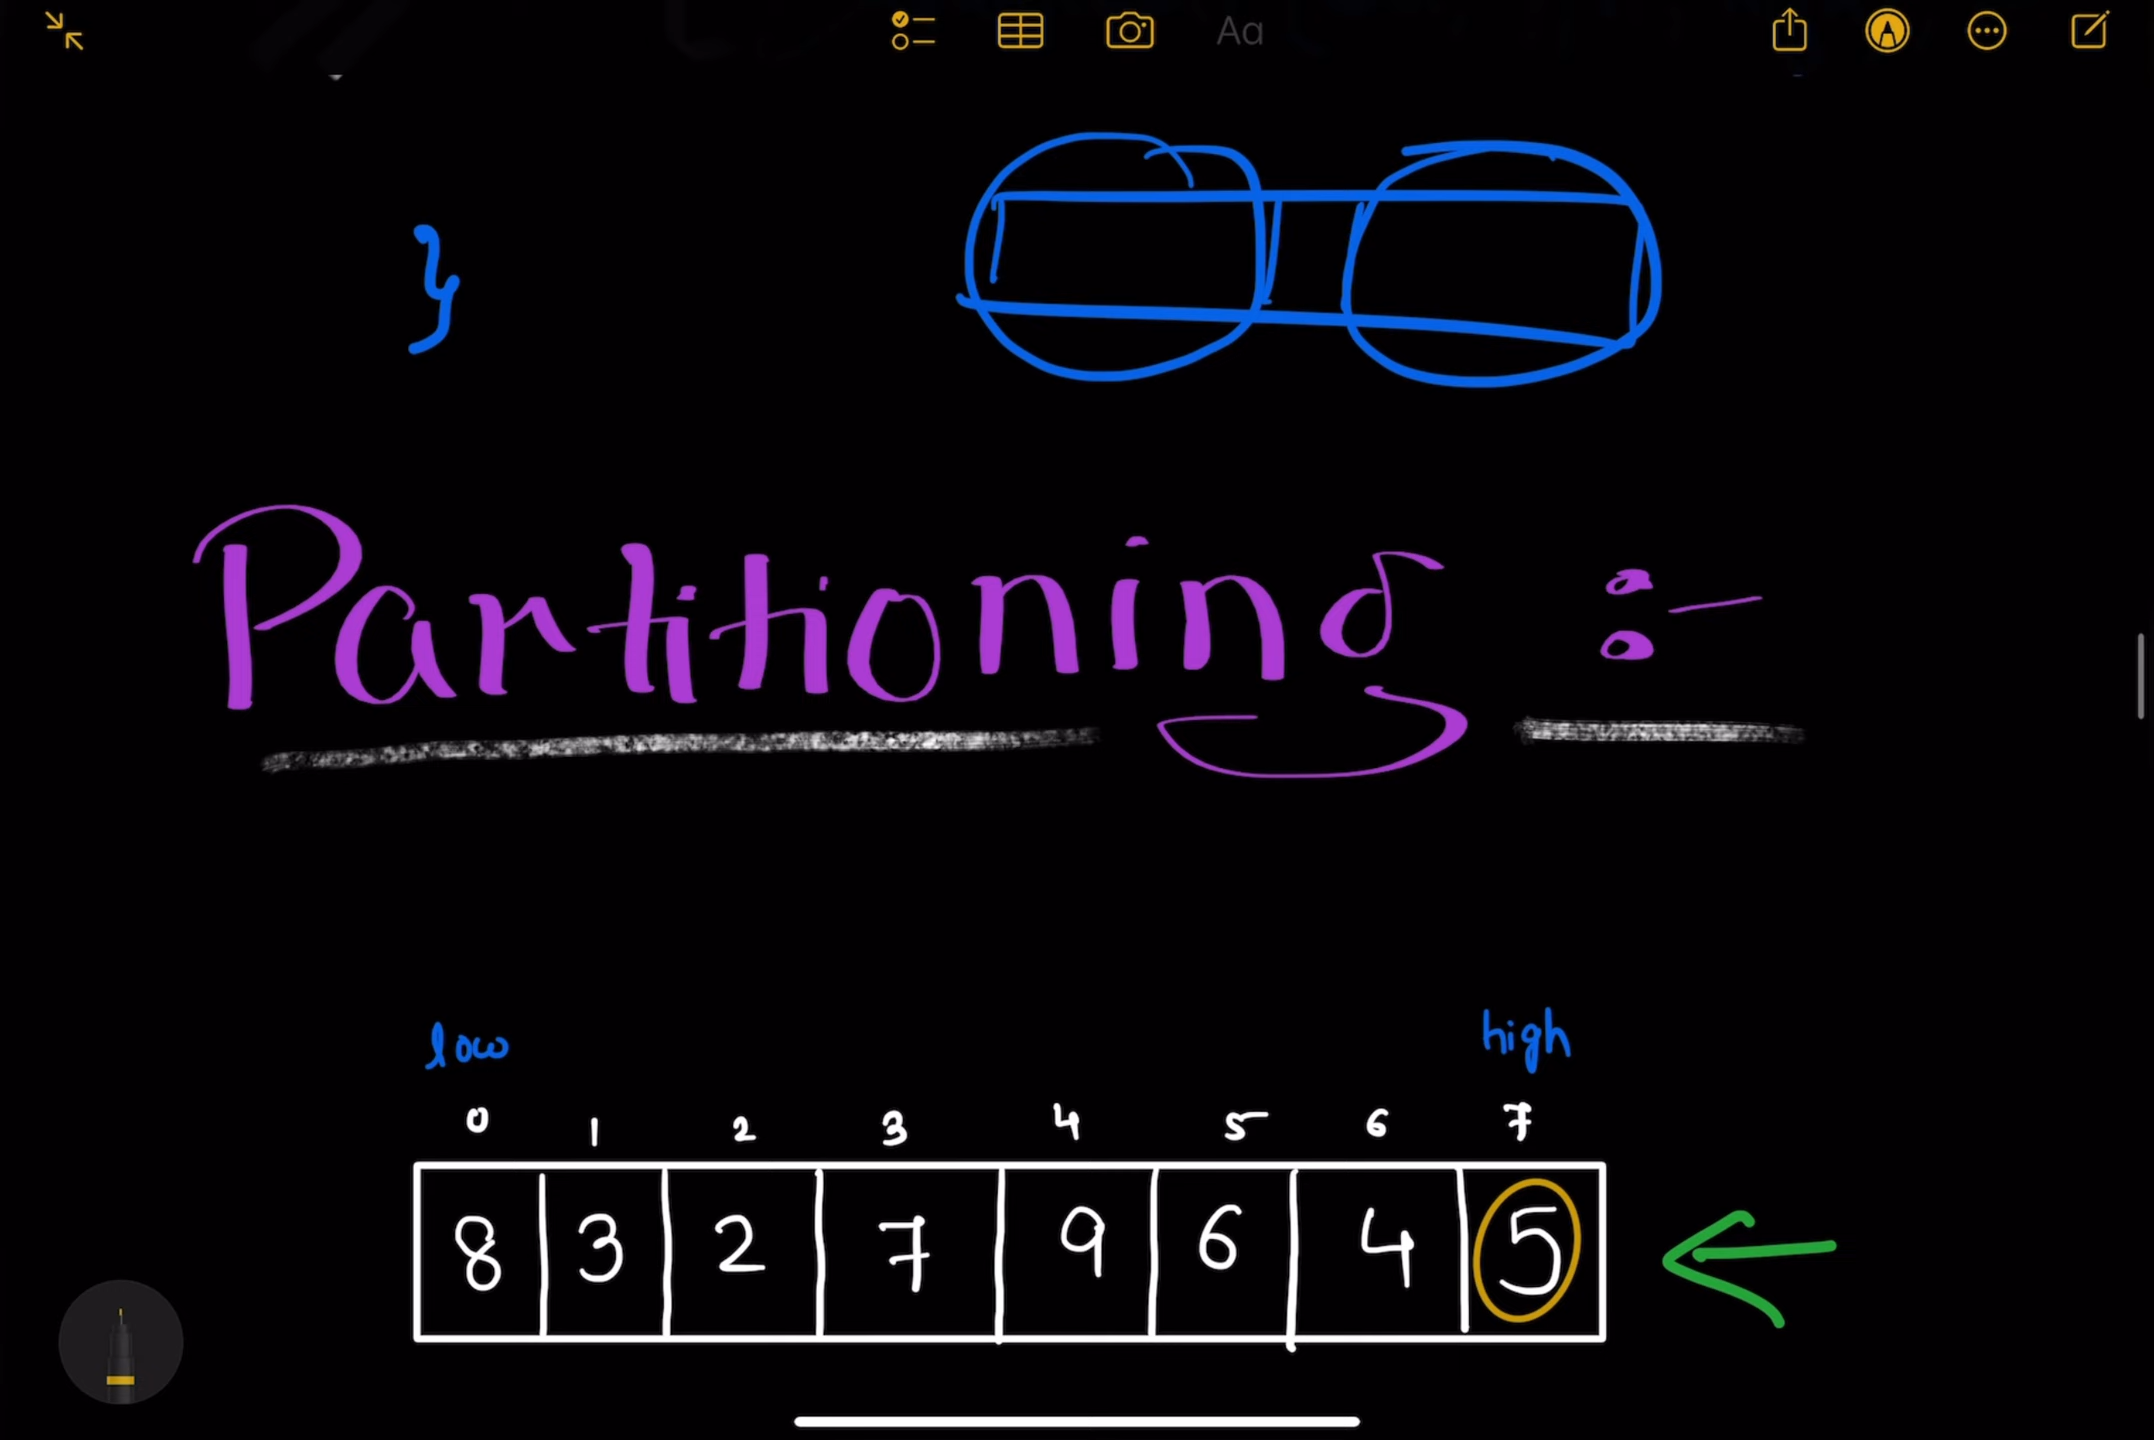 Aa
}
Partitioning :-
low high
0 1 2 3 4 5 6 7
8 3 2 7 9 6 4 5